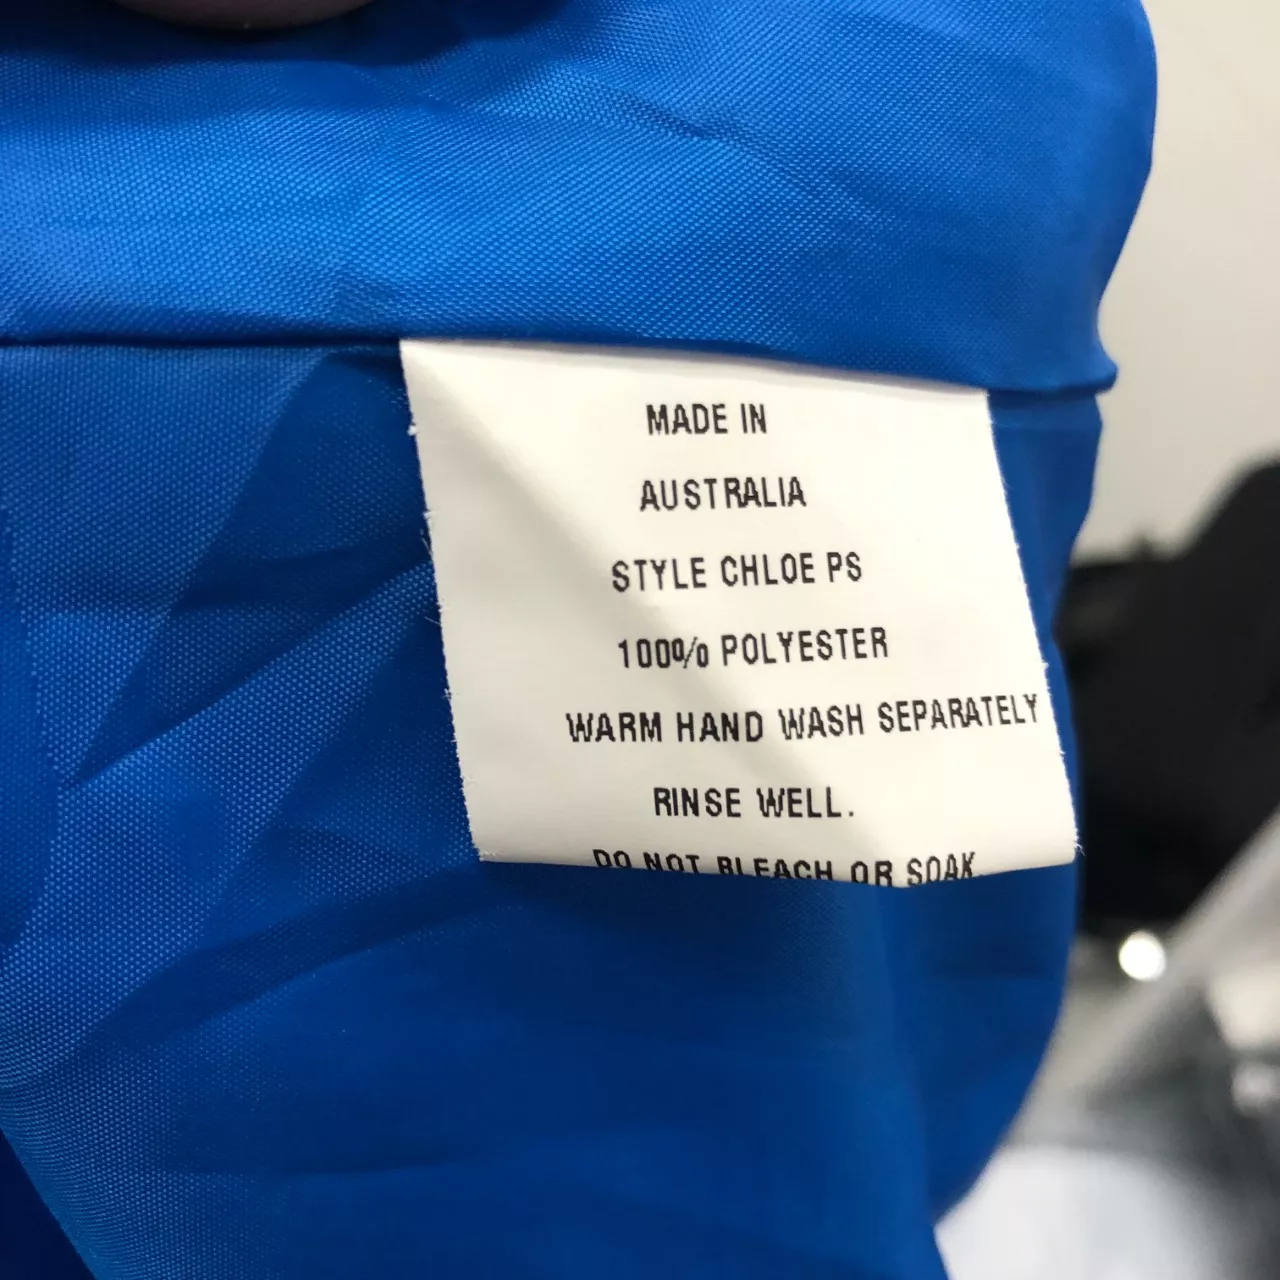 MADE IN
AUSTRALIA
STYLE CHLOE PS
100% POLYESTER
WARM HAND WASH SEPARATELY
RINSE WELL.
DO NOT BLEACH OR SOAK